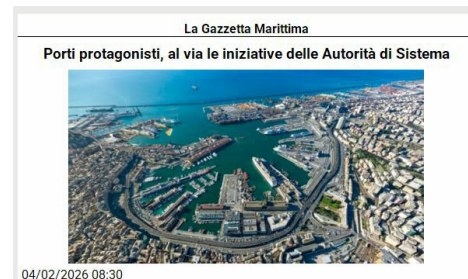 La Gazzetta Marittima
Porti protagonisti, al via le iniziative delle Autorità di Sistema
04/02/2026 08:30